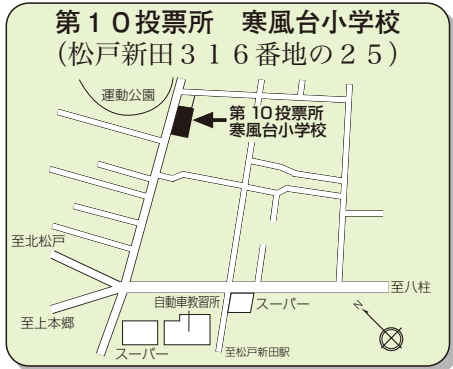 第１０投票所　寒風台小学校
（松戸新田３１６番地の２５）
運動公園
第10投票所
寒風台小学校
至北松戸
至八柱
自動車教習所
スーパー
N
至上本郷
スーパー
至松戸新田駅